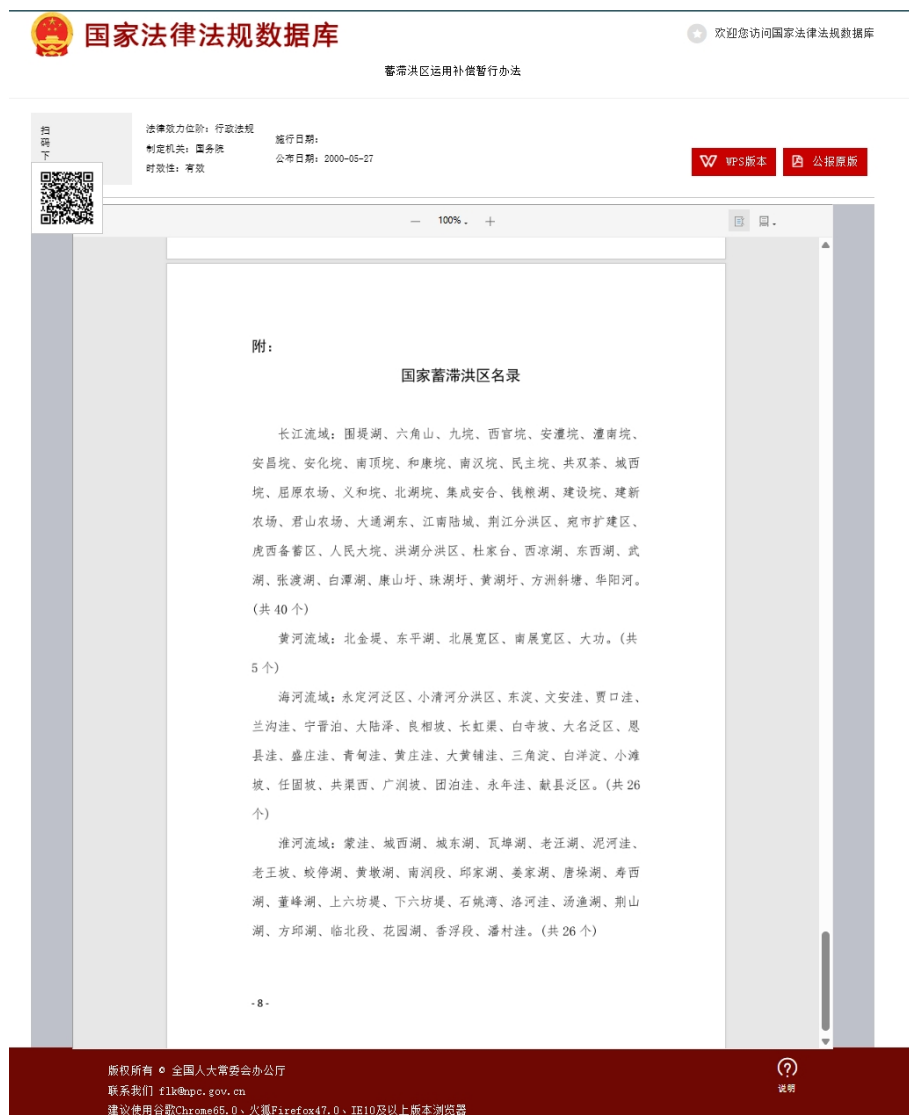 国家法律法规数据库
欢迎您访问国家法律法规数据库
蓄滞洪区运用补偿暂行办法
扫
码
下
法律效力位阶：行政法规
制定机关：国务院
时效性：有效
施行日期：
公布日期：2000-05-27
WPS版本
公报原版
100%
附：
国家蓄滞洪区名录
长江流域：围堤湖、六角山、九垸、西官垸、安澧垸、澧南垸、
安昌垸、安化垸、南顶垸、和康垸、南汉垸、民主垸、共双茶、城西
垸、屈原农场、义和垸、北湖垸、集成安合、钱粮湖、建设垸、建新
农场、君山农场、大通湖东、江南陆城、荆江分洪区、宛市扩建区、
虎西备蓄区、人民大垸、洪湖分洪区、杜家台、西凉湖、东西湖、武
湖、张渡湖、白潭湖、康山圩、珠湖圩、黄湖圩、方洲斜塘、华阳河。
(共 40 个)
黄河流域：北金堤、东平湖、北展宽区、南展宽区、大功。(共
5 个)
海河流域：永定河泛区、小清河分洪区、东淀、文安洼、贾口洼、
兰沟洼、宁晋泊、大陆泽、良相坡、长虹渠、白寺坡、大名泛区、恩
县洼、盛庄洼、青甸洼、黄庄洼、大黄铺洼、三角淀、白洋淀、小滩
坡、任固坡、共渠西、广润坡、团泊洼、永年洼、献县泛区。(共 26
个)
淮河流域：蒙洼、城西湖、城东湖、瓦埠湖、老汪湖、泥河洼、
老王坡、蛟停湖、黄墩湖、南润段、邱家湖、姜家湖、唐垛湖、寿西
湖、董峰湖、上六坊堤、下六坊堤、石姚湾、洛河洼、汤渔湖、荆山
湖、方邱湖、临北段、花园湖、香浮段、潘村洼。(共 26 个)
- 8 -
版权所有 © 全国人大常委会办公厅
联系我们 flk@npc.gov.cn
建议使用谷歌Chrome65.0、火狐Firefox47.0、IE10及以上版本浏览器
说明